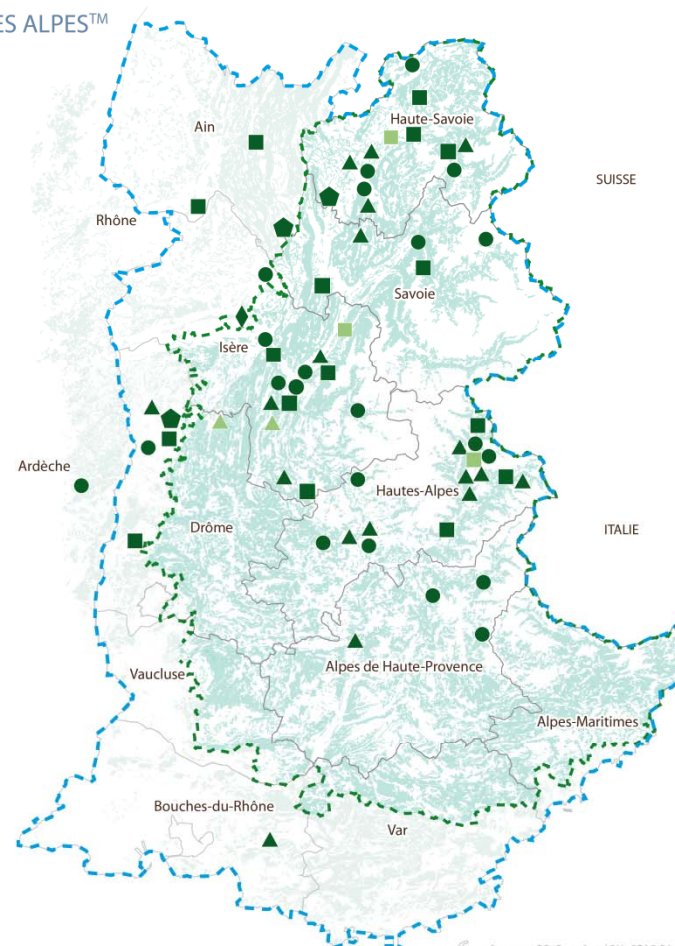 ES ALPES™
Ain
Haute-Savoie
SUISSE
Rhône
Savoie
Isère
Ardèche
Hautes-Alpes
Drôme
ITALIE
Vaucluse
Alpes de Haute-Provence
Alpes-Maritimes
Bouches-du-Rhône
Var